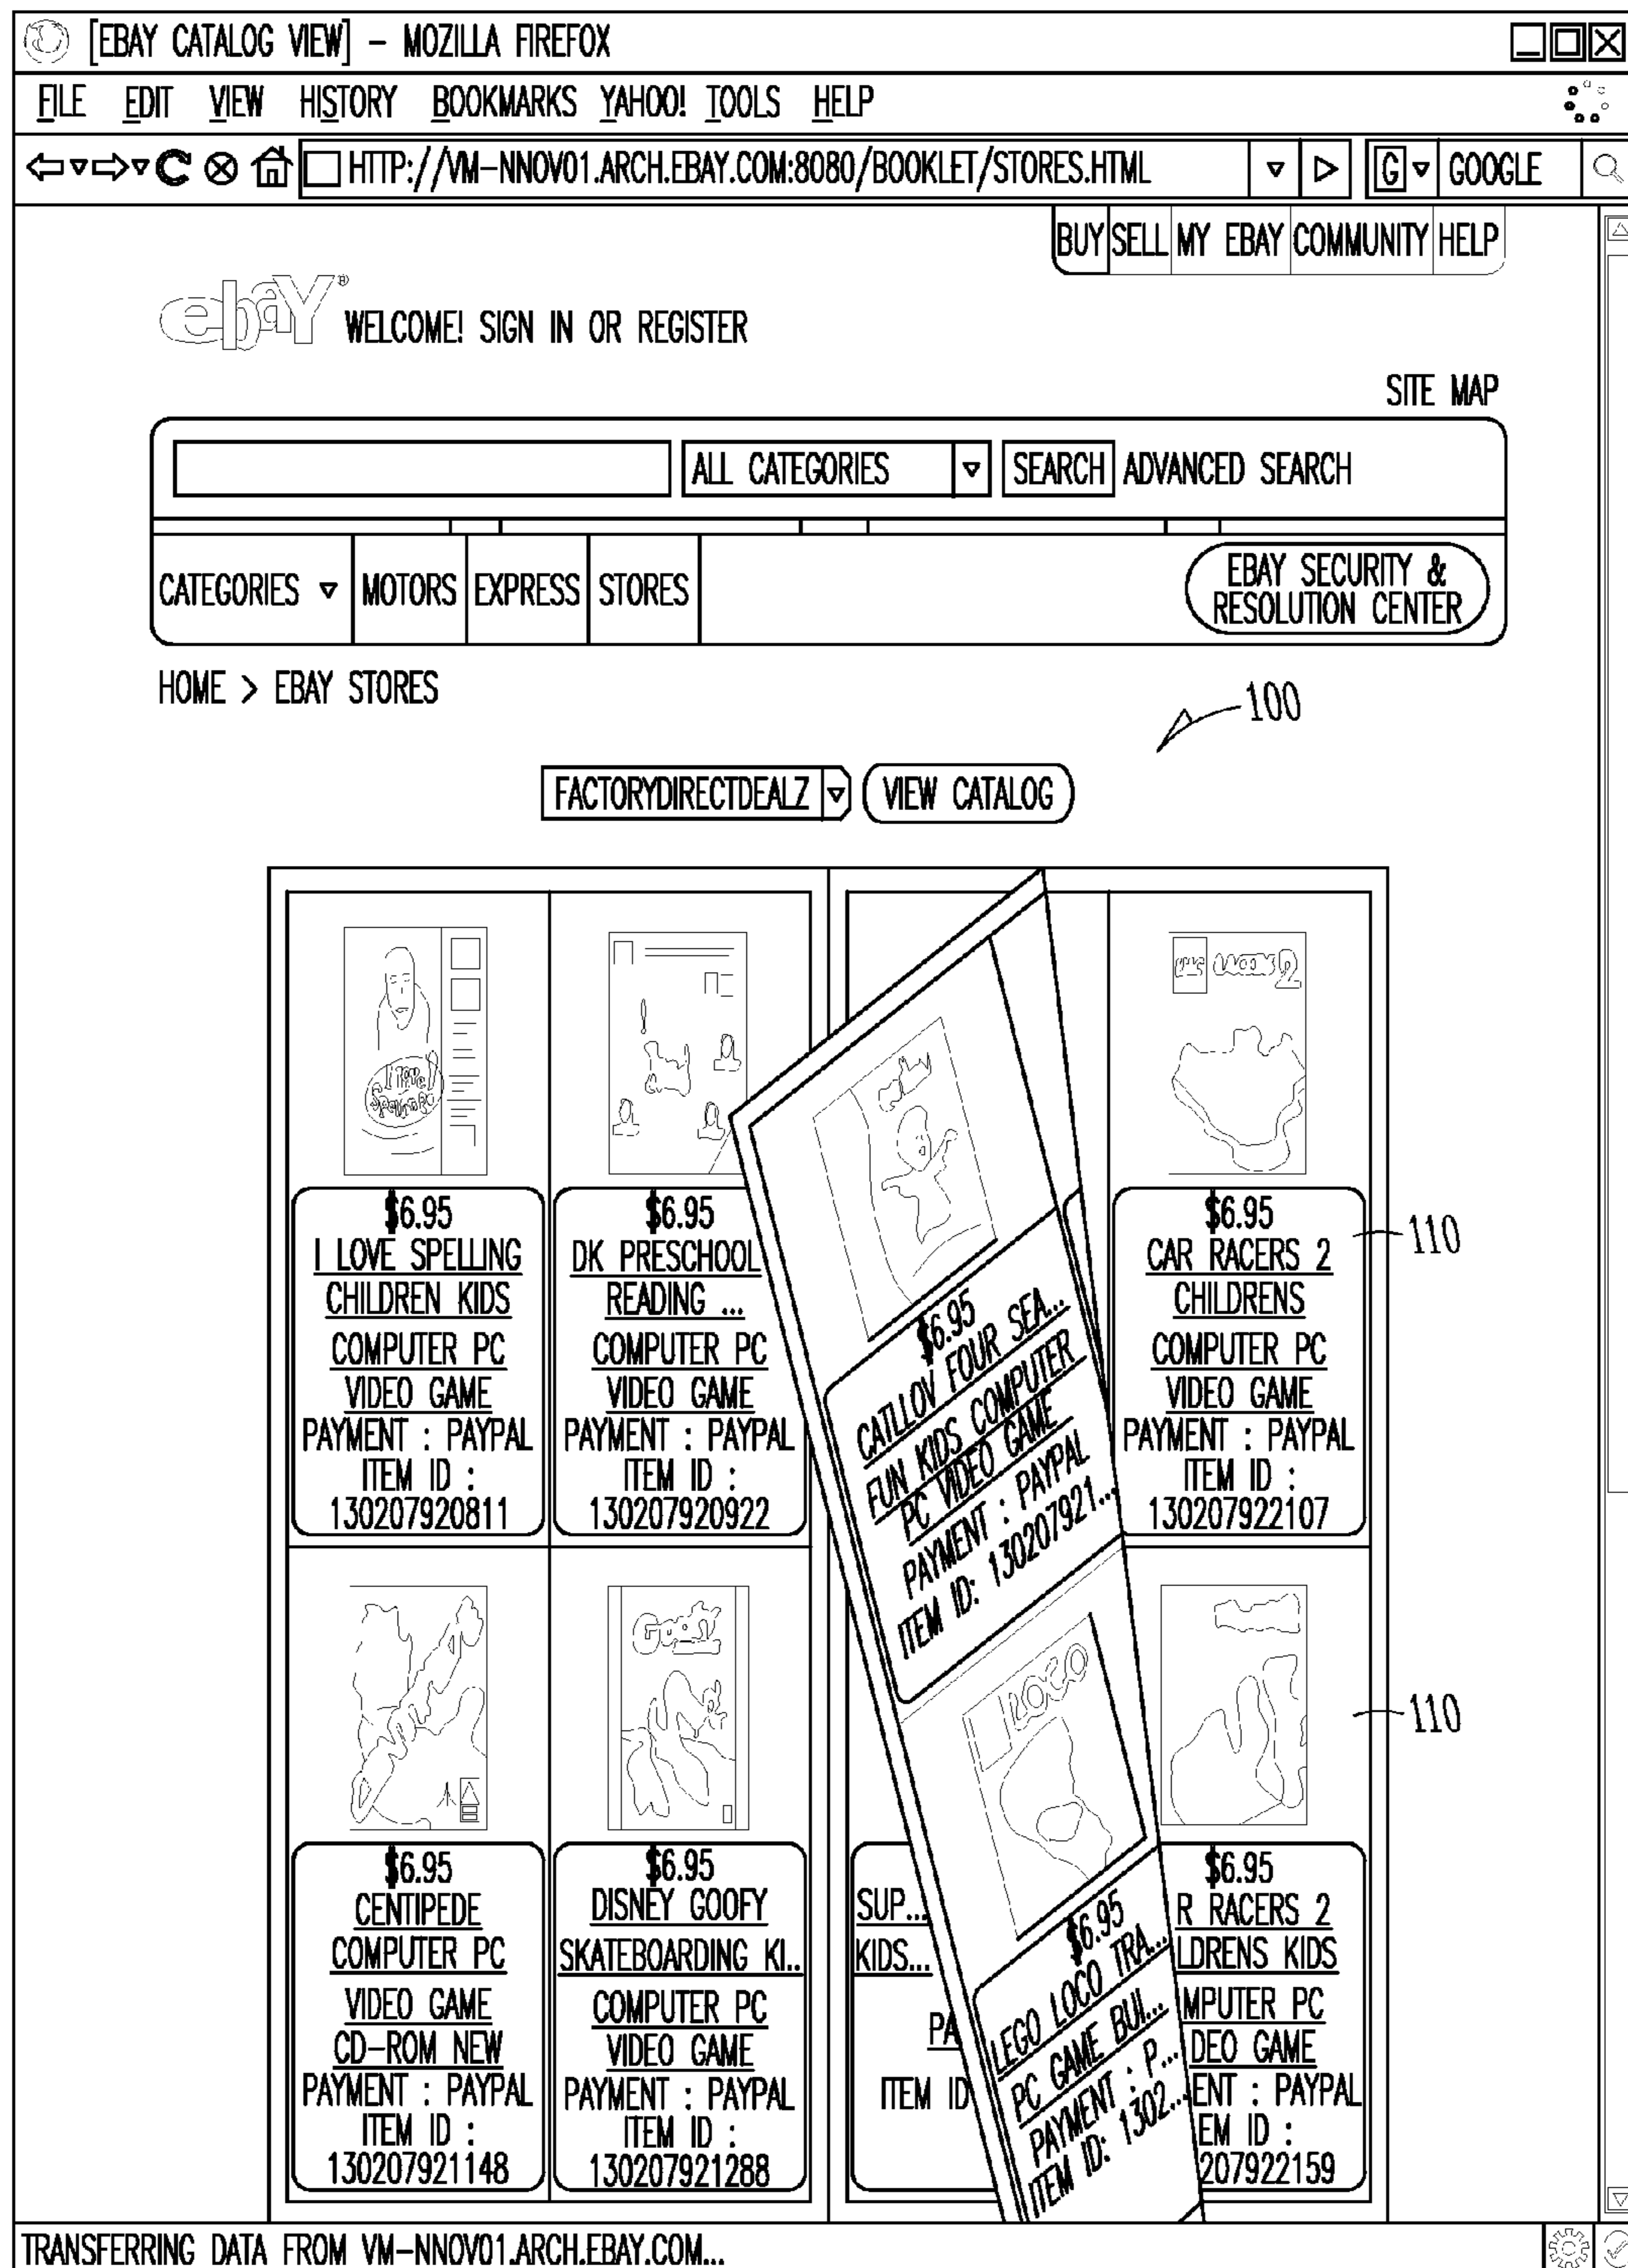 [EBAY CATALOG VIEW] – MOZILLA FIREFOX
FILE EDIT VIEW HISTORY BOOKMARKS YAHOO! TOOLS HELP
HTTP://VM–NNOV01.ARCH.EBAY.COM:8080/BOOKLET/STORES.HTML G GOOGLE
BUY SELL MY EBAY COMMUNITY HELP
ebaY® WELCOME! SIGN IN OR REGISTER
SITE MAP
ALL CATEGORIES SEARCH ADVANCED SEARCH
CATEGORIES MOTORS EXPRESS STORES
EBAY SECURITY &
RESOLUTION CENTER
HOME > EBAY STORES
100
FACTORYDIRECTDEALZ VIEW CATALOG
I love
Spelling
$6.95
I LOVE SPELLING
CHILDREN KIDS
COMPUTER PC
VIDEO GAME
PAYMENT : PAYPAL
ITEM ID :
130207920811
$6.95
DK PRESCHOOL
READING ...
COMPUTER PC
VIDEO GAME
PAYMENT : PAYPAL
ITEM ID :
130207920922
$6.95
CATLLOV FOUR SEA...
FUN KIDS COMPUTER
PC VIDEO GAME
PAYMENT : PAYPAL
ITEM ID: 130207921...
2
$6.95
CAR RACERS 2
CHILDRENS
COMPUTER PC
VIDEO GAME
PAYMENT : PAYPAL
ITEM ID :
130207922107
110
$6.95
CENTIPEDE
COMPUTER PC
VIDEO GAME
CD–ROM NEW
PAYMENT : PAYPAL
ITEM ID :
130207921148
Goofy
$6.95
DISNEY GOOFY
SKATEBOARDING KI..
COMPUTER PC
VIDEO GAME
PAYMENT : PAYPAL
ITEM ID :
130207921288
SUP...
KIDS...
PA
ITEM ID
LOCO
$6.95
LEGO LOCO TRA...
PC GAME BUI...
PAYMENT : P...
ITEM ID: 1302...
110
$6.95
R RACERS 2
LDRENS KIDS
MPUTER PC
DEO GAME
ENT : PAYPAL
EM ID :
207922159
TRANSFERRING DATA FROM VM–NNOV01.ARCH.EBAY.COM...